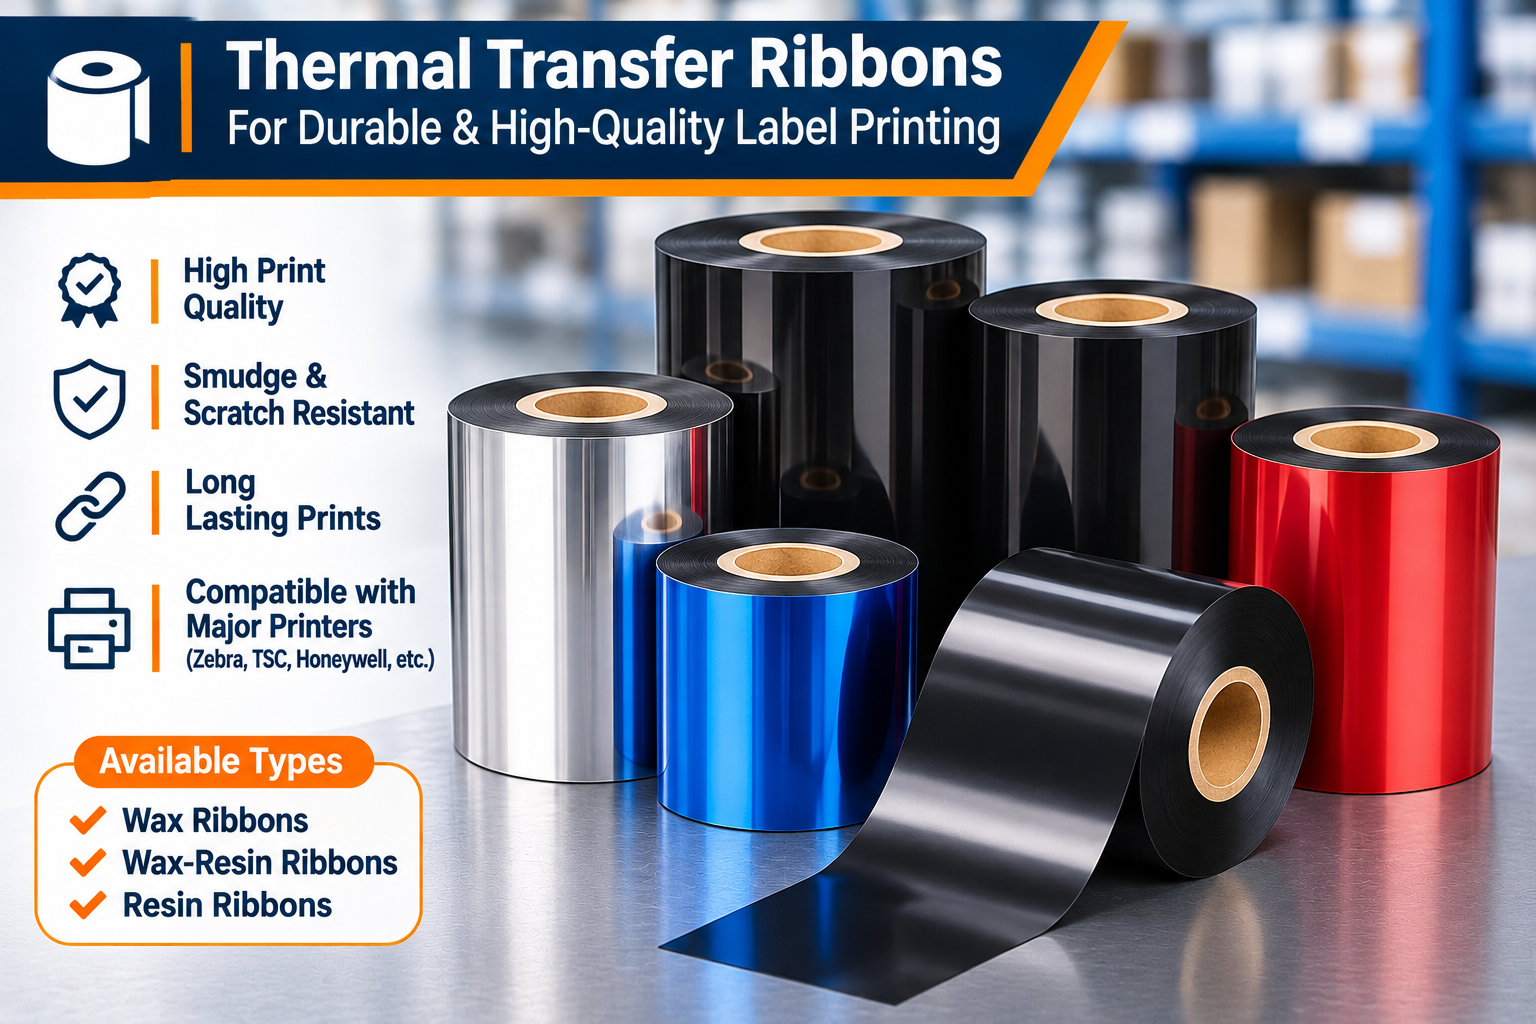 Thermal Transfer Ribbons
For Durable & High-Quality Label Printing
High Print
Quality
Smudge &
Scratch Resistant
Long
Lasting Prints
Compatible with
Major Printers
(Zebra, TSC, Honeywell, etc.)
Available Types
Wax Ribbons
Wax-Resin Ribbons
Resin Ribbons